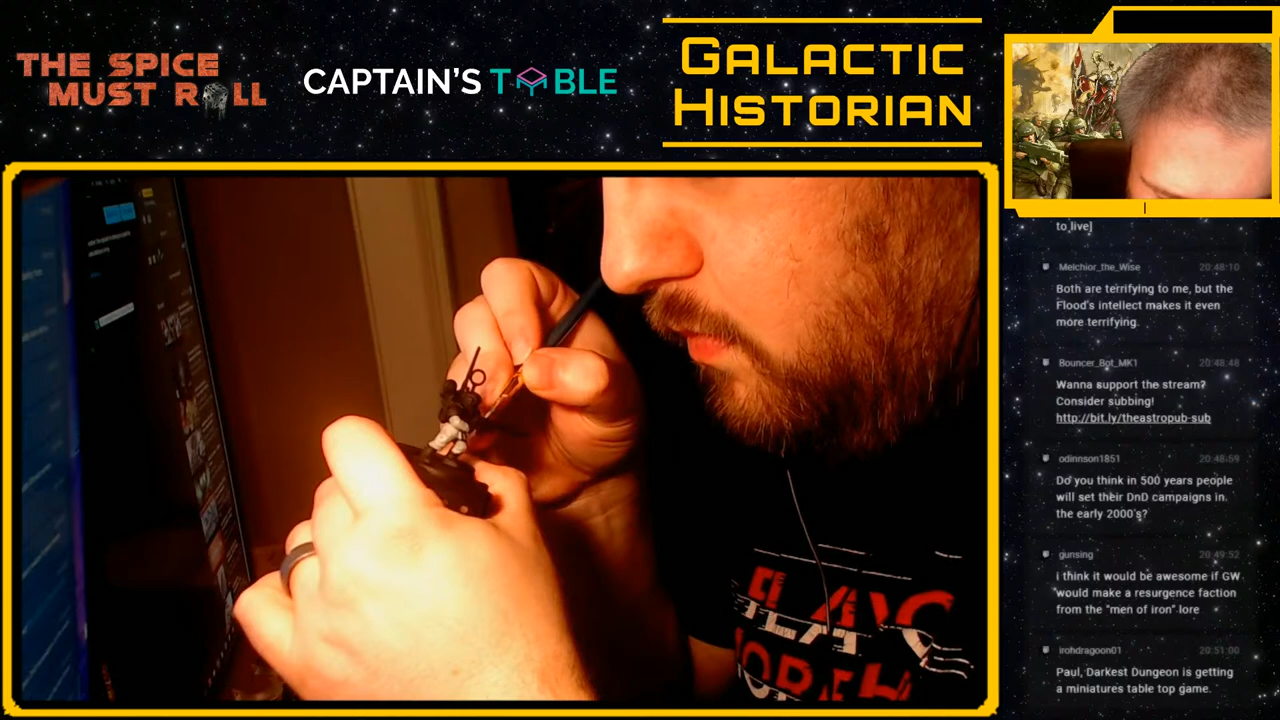 THE SPICE
MUST ROLL
CAPTAIN'S TABLE
GALACTIC
HISTORIAN
to live]
Melchior_the_Wise 20:48:10
Both are terrifying to me, but the
Flood's intellect makes it even
more terrifying.
Bouncer_Bot_MK1 20:48:48
Wanna support the stream?
Consider subbing!
http://bit.ly/theastropub-sub
odinnson1851 20:48:59
Do you think in 500 years people
will set their DnD campaigns in
the early 2000's?
gunsing 20:49:52
i think it would be awesome if GW
would make a resurgence faction
from the "men of iron" lore
irohdragoon01 20:51:00
Paul, Darkest Dungeon is getting
a miniatures table top game.